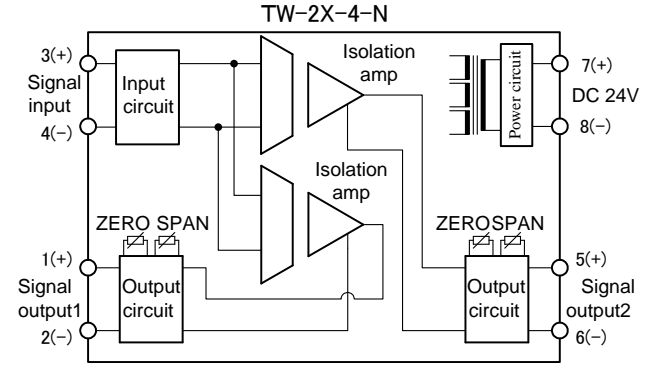 TW-2X-4-N
3(+)
Signal
input
4(-)
Input
circuit
Isolation
amp
Power circuit
7(+)
DC 24V
8(-)
Isolation
amp
ZERO SPAN
1(+)
Signal
output1
2(-)
Output
circuit
ZERO SPAN
Output
circuit
5(+)
Signal
output2
6(-)